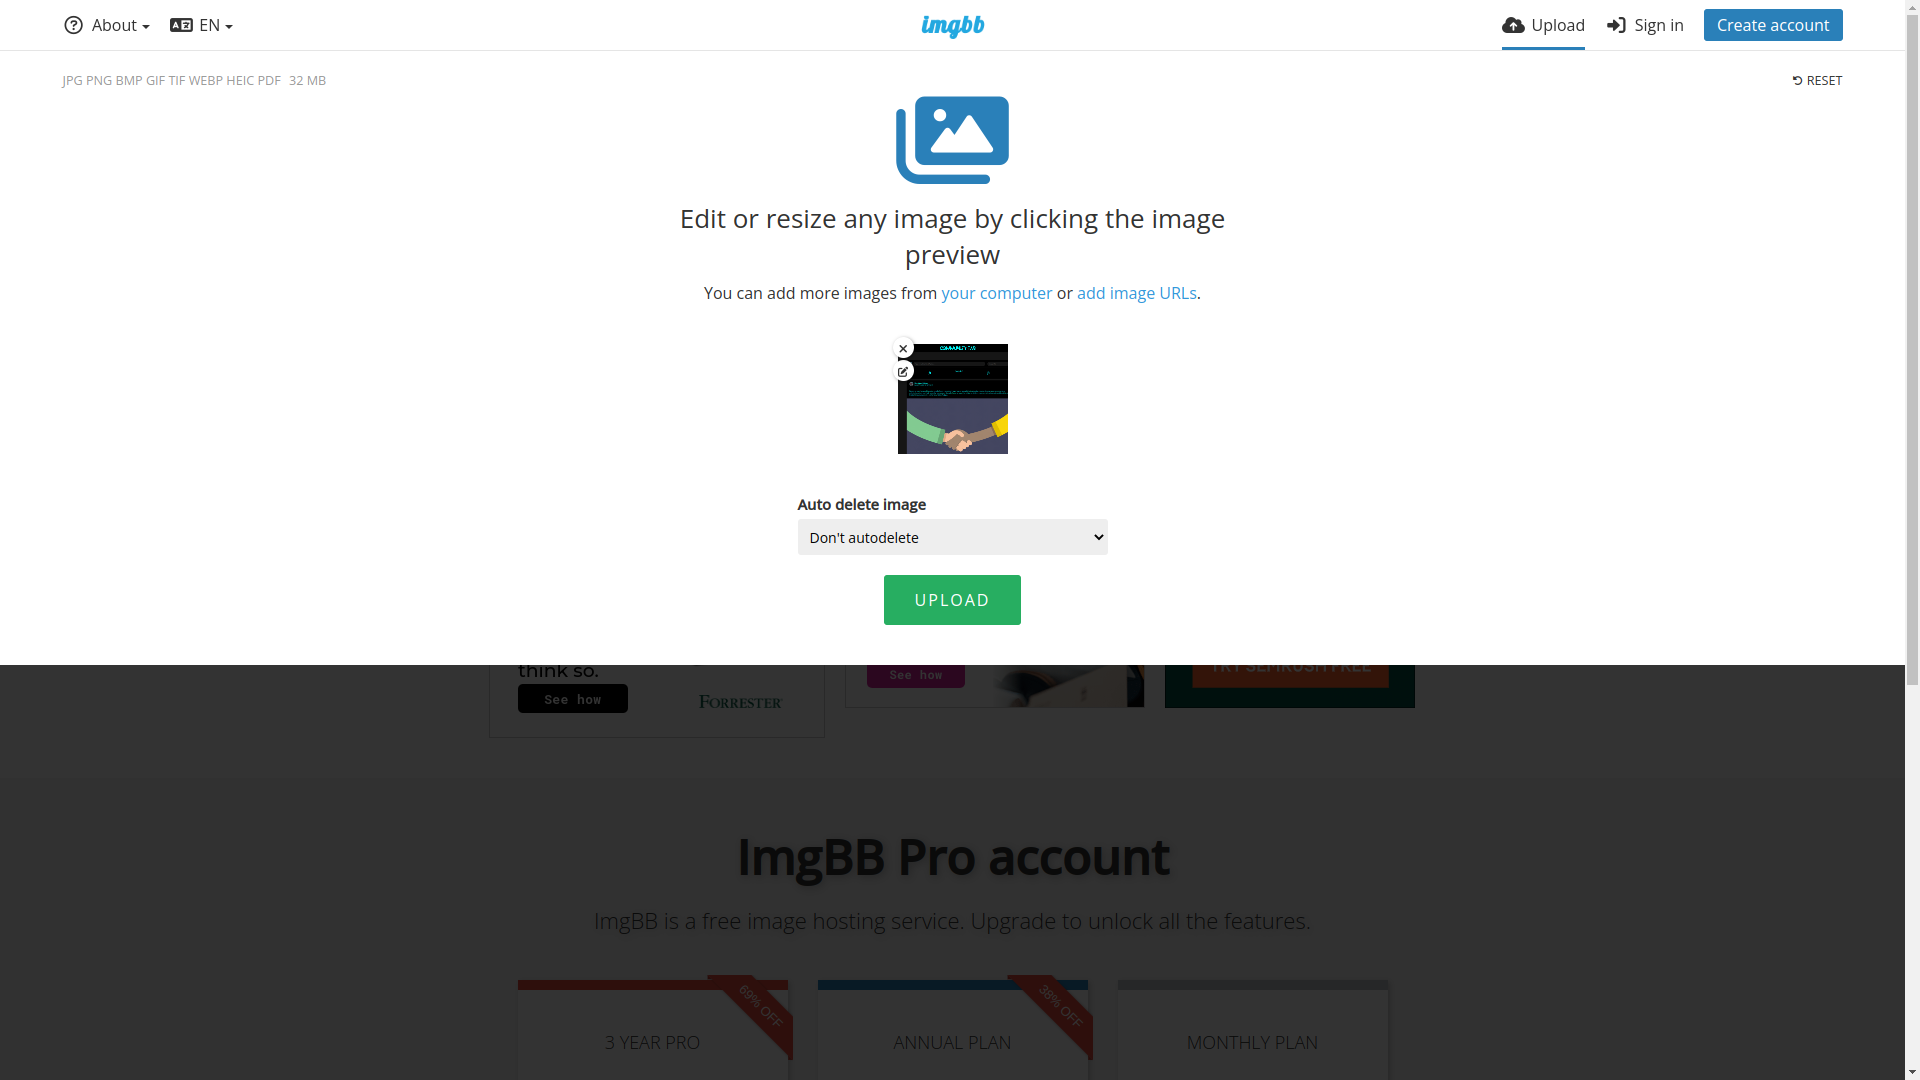 About
EN
imgbb
Upload
Sign in
Create account
JPG PNG BMP GIF TIF WEBP HEIC PDF 32 MB
RESET
Edit or resize any image by clicking the image
preview
You can add more images from your computer or add image URLs.
COMMUNITY TAB
Auto delete image
Don't autodelete
UPLOAD
think so.
See how
FORRESTER
See how
TRY SEMRUSH FREE
ImgBB Pro account
ImgBB is a free image hosting service. Upgrade to unlock all the features.
69% OFF
38% OFF
3 YEAR PRO
ANNUAL PLAN
MONTHLY PLAN